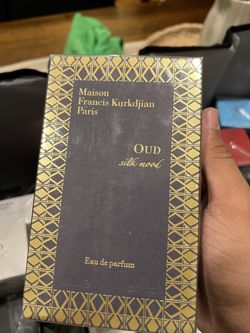 Maison
Francis Kurkdjian
Paris
OUD
silk mood
Eau de parfum